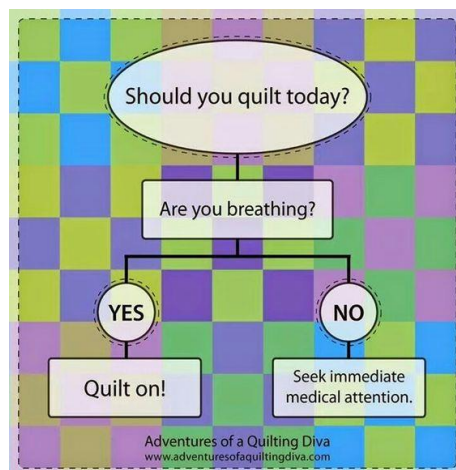 Should you quilt today?
Are you breathing?
YES
NO
Quilt on!
Seek immediate
medical attention.
Adventures of a Quilting Diva
www.adventuresofaquiltingdiva.com